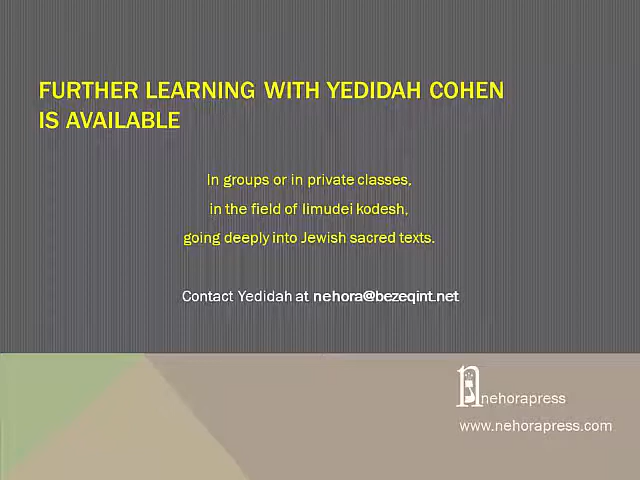 FURTHER LEARNING WITH YEDIDAH COHEN
IS AVAILABLE
In groups or in private classes,
in the field of limudei kodesh,
going deeply into Jewish sacred texts.
Contact Yedidah at nehora@bezeqint.net
n nehorapress
www.nehorapress.com